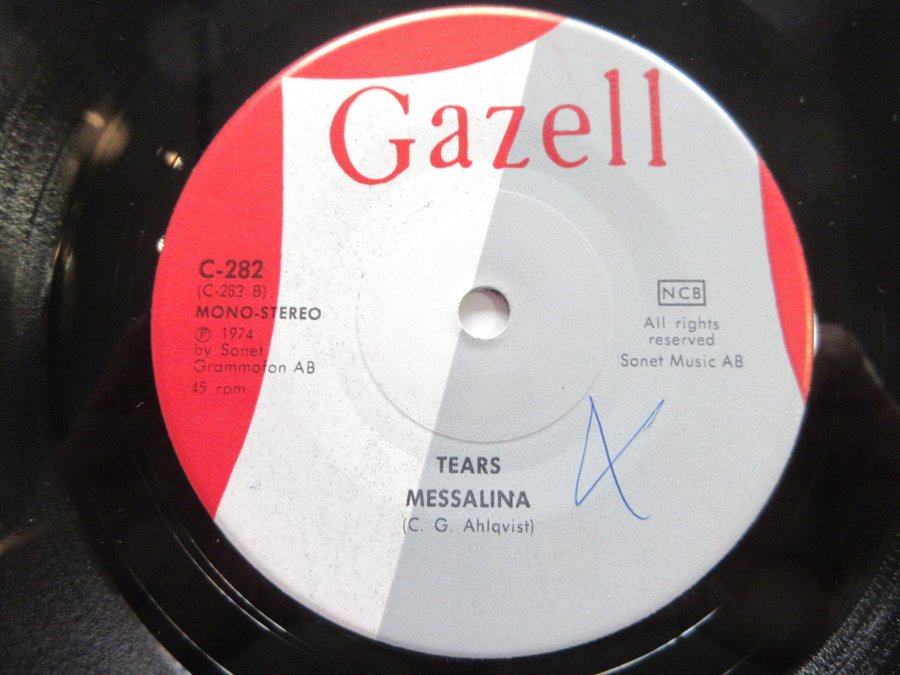 Gazell
C-282
(C-282 B)
MONO-STEREO
℗ 1974
by Sonet
Grammofon AB
45 rpm
NCB
All rights
reserved
Sonet Music AB
TEARS
MESSALINA
(C. G. Ahlqvist)